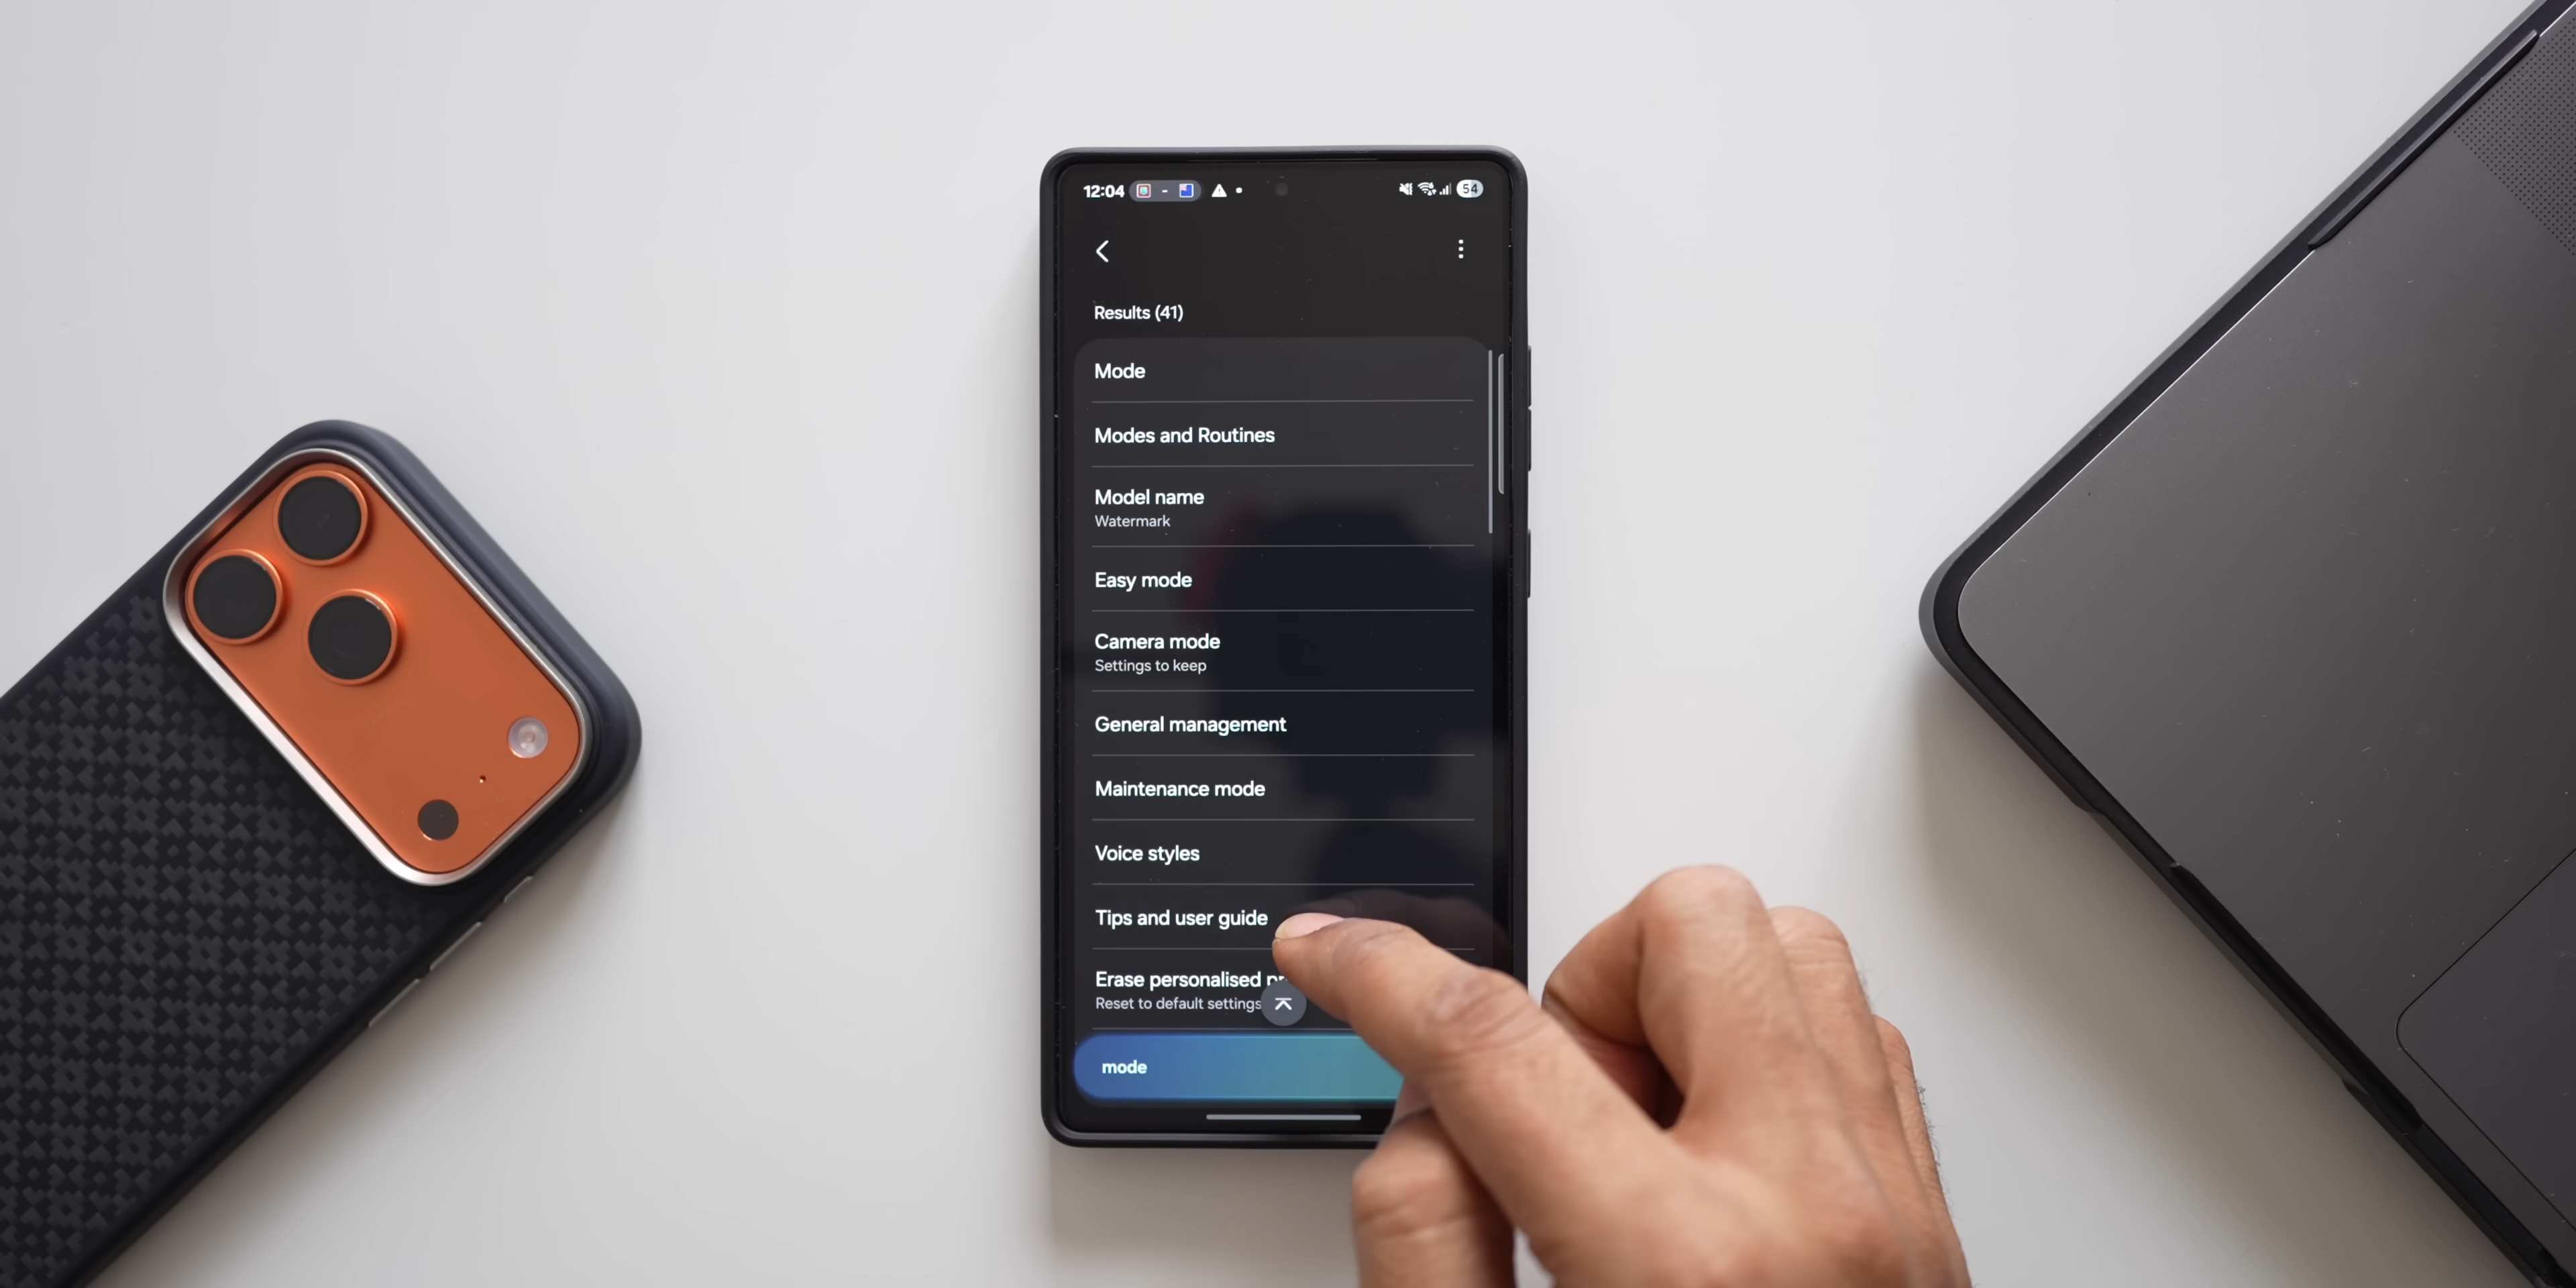 12:04
54
Results (41)
Mode
Modes and Routines
Model name
Watermark
Easy mode
Camera mode
Settings to keep
General management
Maintenance mode
Voice styles
Tips and user guide
Erase personalised
Reset to default settings
mode